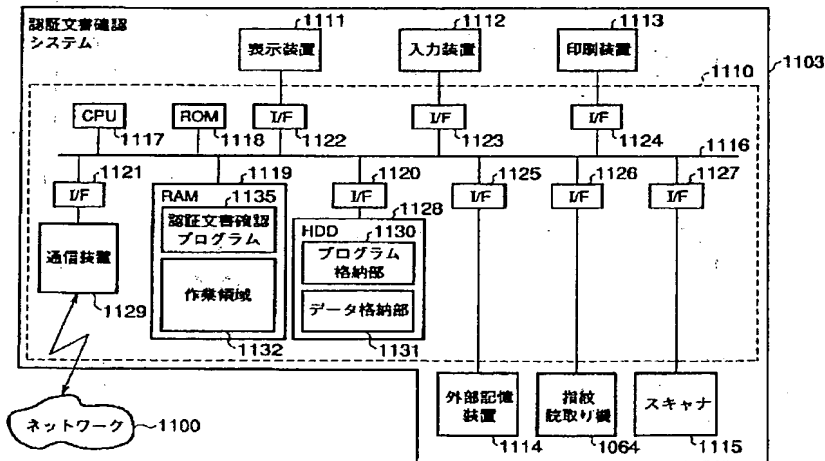 認証文書確認
システム
1111
1112
1113
表示装置
入力装置
印刷装置
1103
1110
CPU
ROM
I/F
I/F
I/F
1117
1118
1122
1123
1124
1116
1121
1119
1120
1125
1126
1127
I/F
I/F
I/F
I/F
I/F
RAM
1135
認証文書確認
プログラム
作業領域
1132
1128
HDD
1130
プログラム
格納部
データ格納部
1131
通信装置
1129
ネットワーク
1100
外部記憶
装置
1114
指紋
読取り機
1064
スキャナ
1115